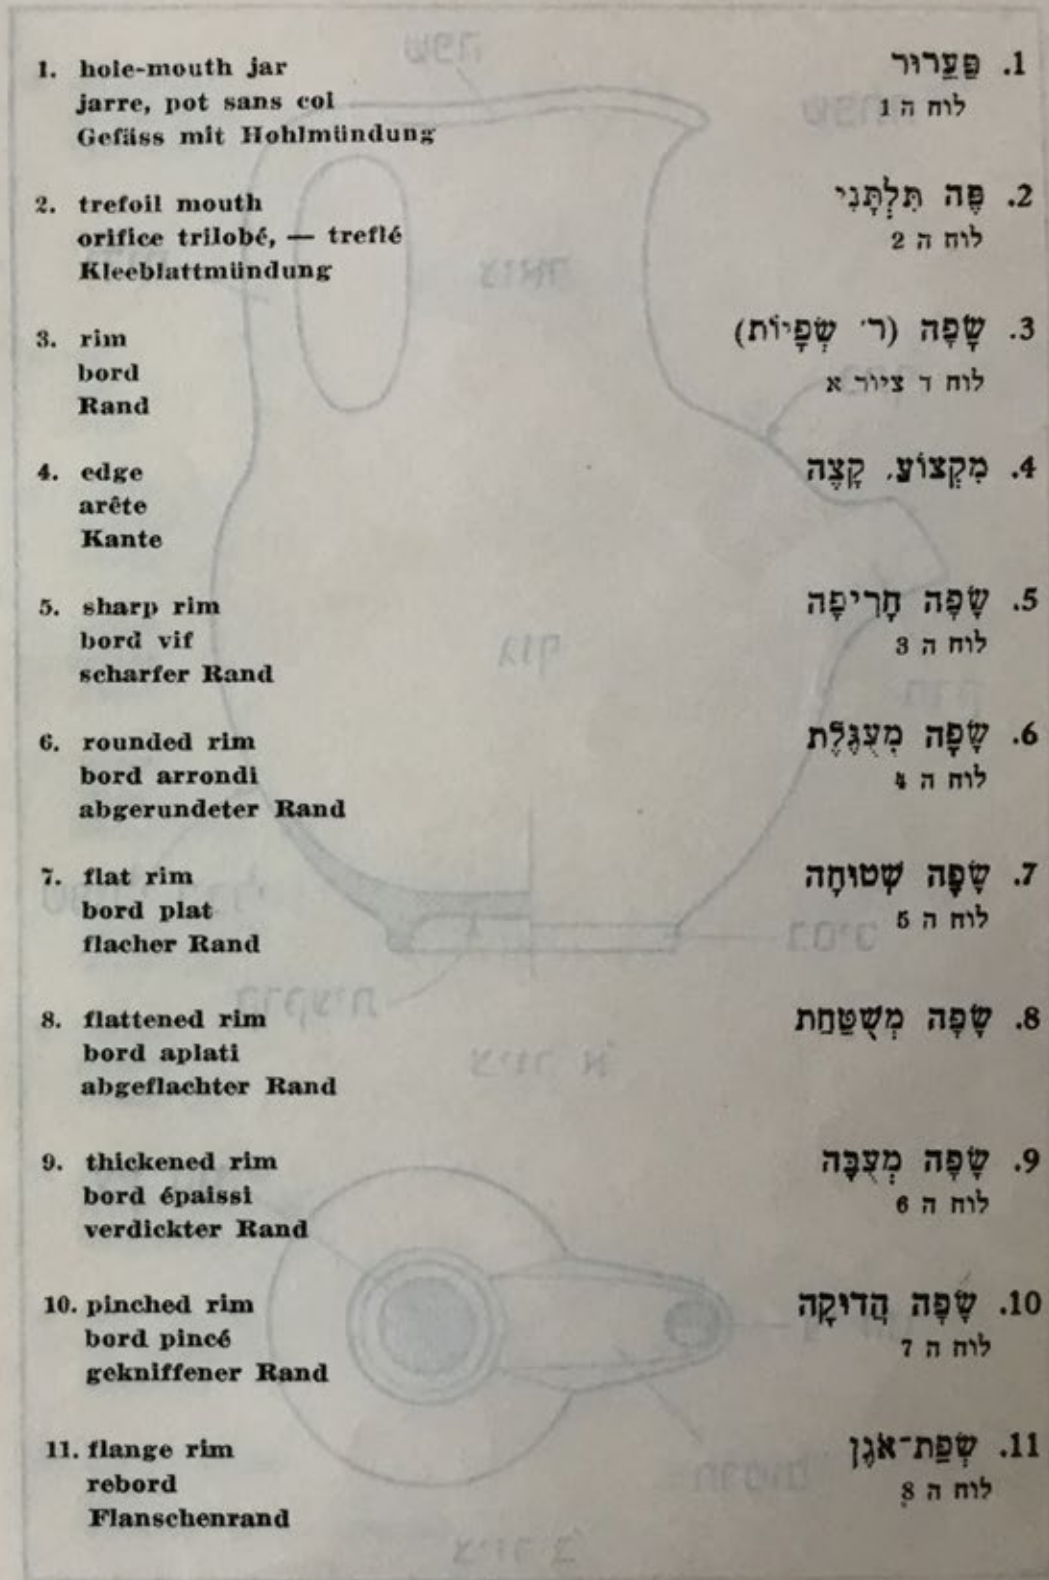 1. hole-mouth jar
jarre, pot sans col
Gefäss mit Hohlmündung
1. פַּעֲרוּר
לוח ה 1
2. trefoil mouth
orifice trilobé, — treflé
Kleeblattmündung
2. פֶּה תִּלְתָּנִי
לוח ה 2
3. rim
bord
Rand
3. שָׂפָה (ר׳ שְׂפָיוֹת)
לוח ד ציור א
4. edge
arête
Kante
4. מִקְצוֹעַ, קָצֶה
5. sharp rim
bord vif
scharfer Rand
5. שָׂפָה חֲרִיפָה
לוח ה 3
6. rounded rim
bord arrondi
abgerundeter Rand
6. שָׂפָה מְעֻגֶּלֶת
לוח ה 4
7. flat rim
bord plat
flacher Rand
7. שָׂפָה שְׁטוּחָה
לוח ה 5
8. flattened rim
bord aplati
abgeflachter Rand
8. שָׂפָה מְשֻׁטַּחַת
9. thickened rim
bord épaissi
verdickter Rand
9. שָׂפָה מְעֻבָּה
לוח ה 6
10. pinched rim
bord pincé
gekniffener Rand
10. שָׂפָה הֲדוּקָה
לוח ה 7
11. flange rim
rebord
Flanschenrand
11. שְׂפַת־אֹגֶן
לוח ה 8